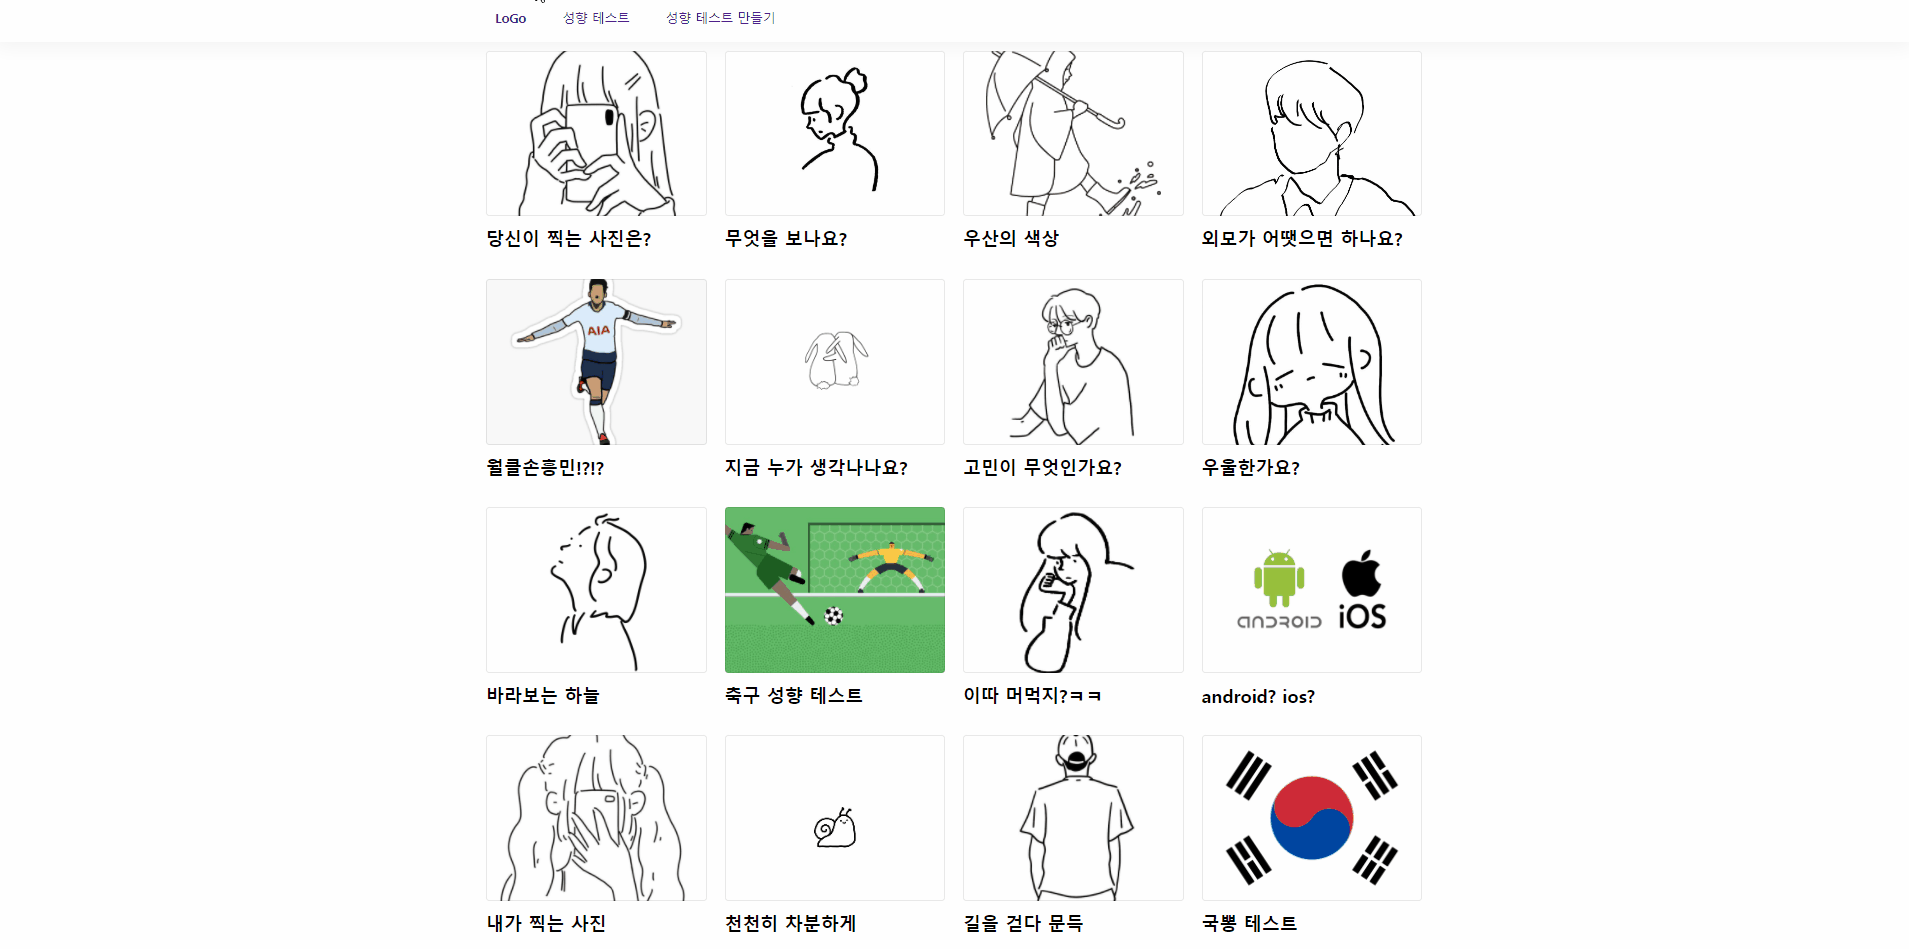 LoGo 성향 테스트 성향 테스트 만들기
당신이 찍는 사진은? 무엇을 보나요? 우산의 색상 외모가 어땟으면 하나요?
AIA
월클손흥민!?!? 지금 누가 생각나나요? 고민이 무엇인가요? 우울한가요?
ANDROID iOS
바라보는 하늘 축구 성향 테스트 이따 머먹지?ㅋㅋ android? ios?
내가 찍는 사진 천천히 차분하게 길을 걷다 문득 국뽕 테스트